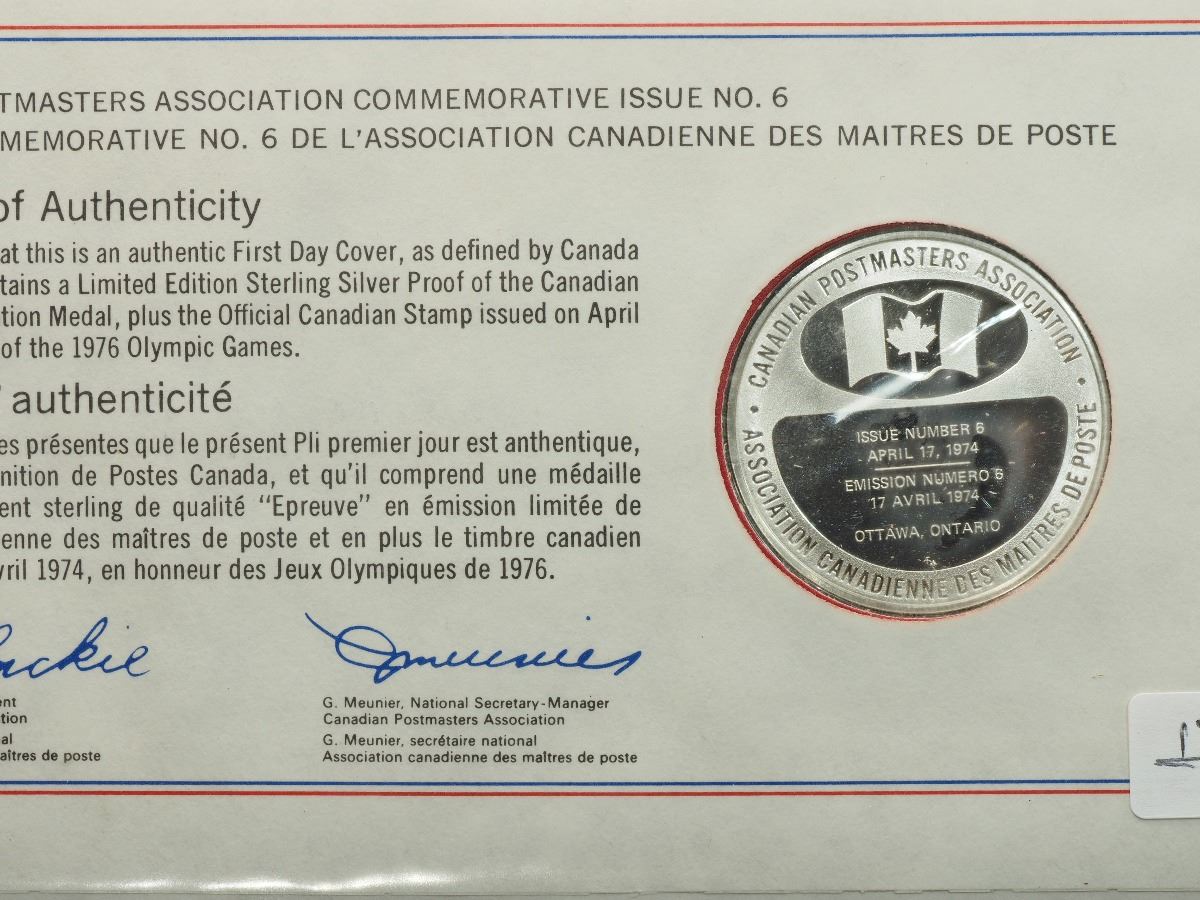 TMASTERS ASSOCIATION COMMEMORATIVE ISSUE NO. 6
MEMORATIVE NO. 6 DE L'ASSOCIATION CANADIENNE DES MAITRES DE POSTE
of Authenticity
at this is an authentic First Day Cover, as defined by Canada
tains a Limited Edition Sterling Silver Proof of the Canadian
tion Medal, plus the Official Canadian Stamp issued on April
of the 1976 Olympic Games.
' authenticité
es présentes que le présent Pli premier jour est anthentique,
nition de Postes Canada, et qu'il comprend une médaille
ent sterling de qualité “Epreuve” en émission limitée de
enne des maîtres de poste et en plus le timbre canadien
vril 1974, en honneur des Jeux Olympiques de 1976.
ent
tion
al
aîtres de poste
G. Meunier, National Secretary-Manager
Canadian Postmasters Association
G. Meunier, secrétaire national
Association canadienne des maîtres de poste
CANADIAN POSTMASTERS ASSOCIATION
ISSUE NUMBER 6
APRIL 17, 1974
EMISSION NUMERO 6
17 AVRIL 1974
OTTAWA, ONTARIO
ASSOCIATION CANADIENNE DES MAITRES DE POSTE